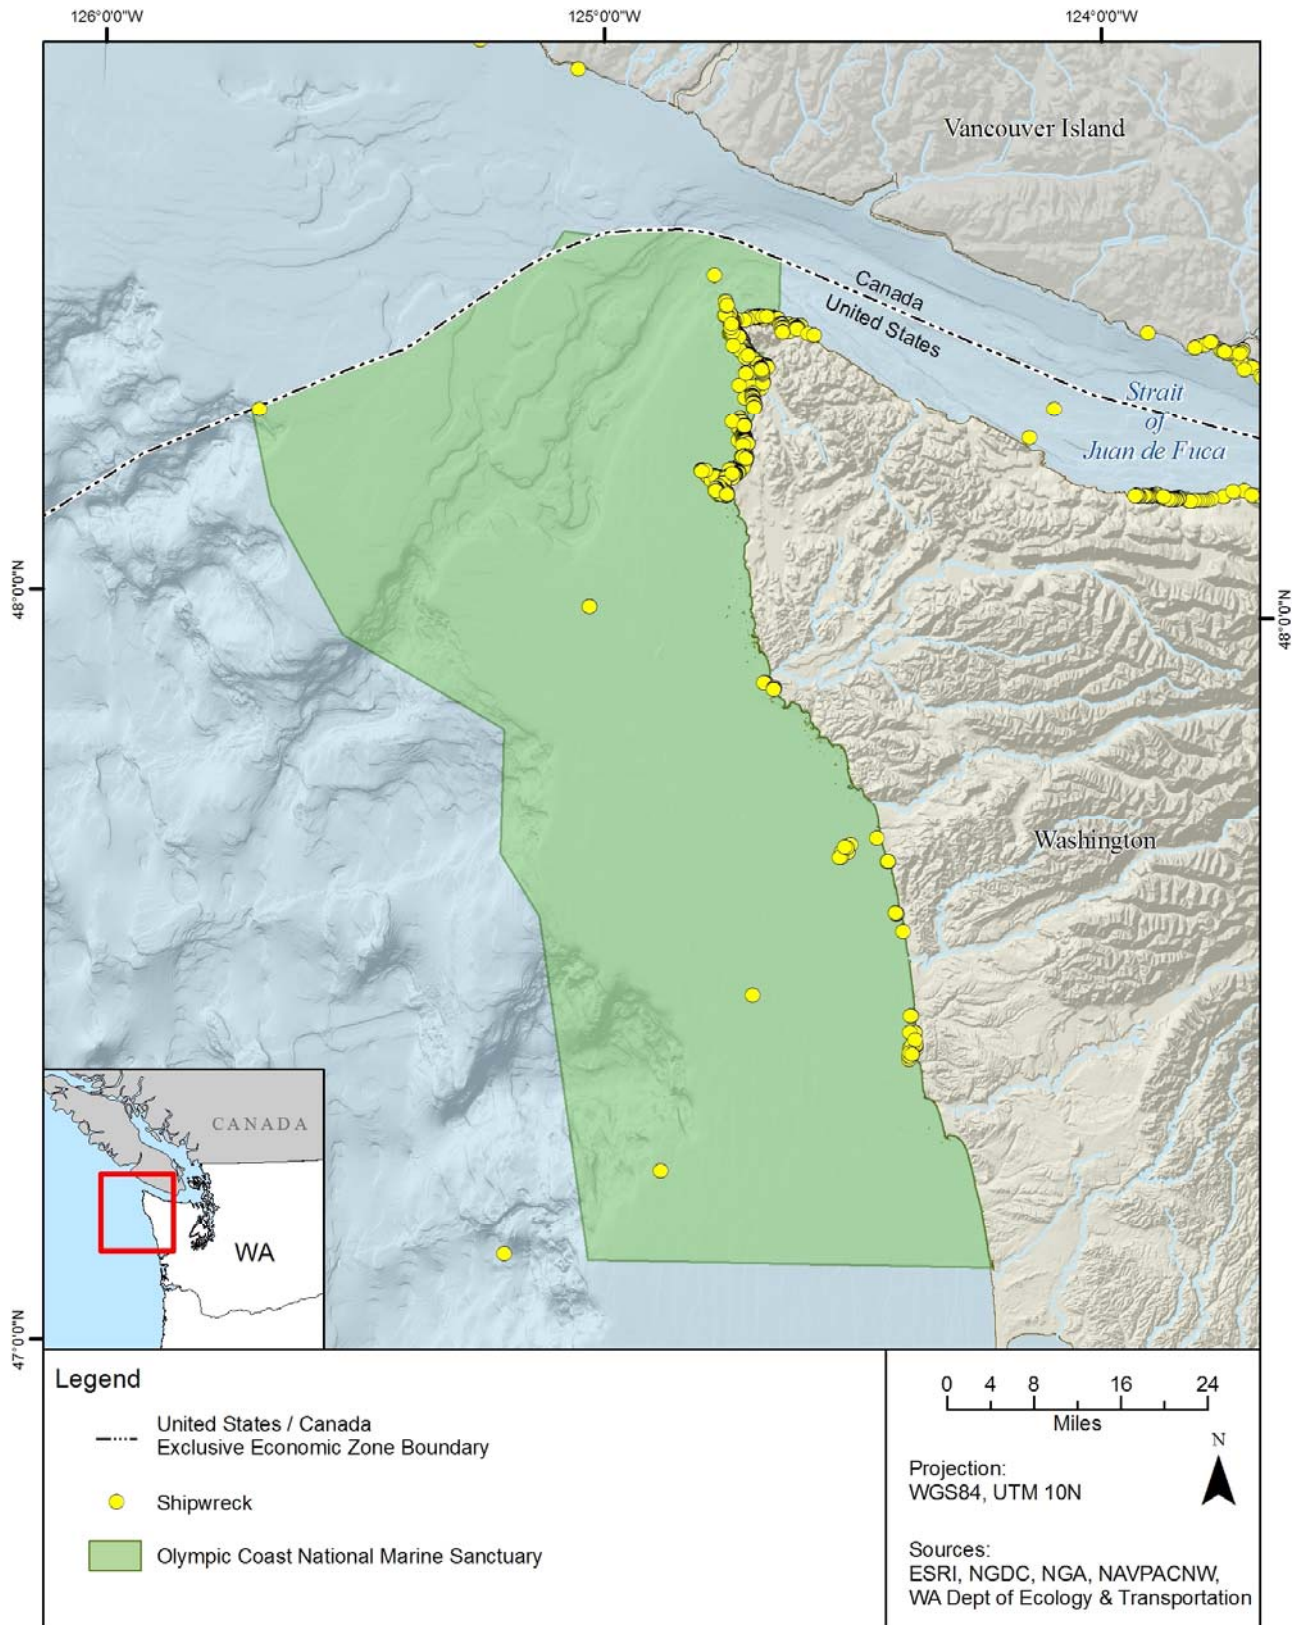 126°0'0"W
125°0'0"W
124°0'0"W
Vancouver Island
Canada
United States
Strait
of
Juan de Fuca
48°0'0"N
48°0'0"N
Washington
CANADA
WA
47°0'0"N
Legend
United States / Canada
Exclusive Economic Zone Boundary
Shipwreck
Olympic Coast National Marine Sanctuary
0 4 8 16 24
Miles
Projection:
WGS84, UTM 10N
N
Sources:
ESRI, NGDC, NGA, NAVPACNW,
WA Dept of Ecology & Transportation